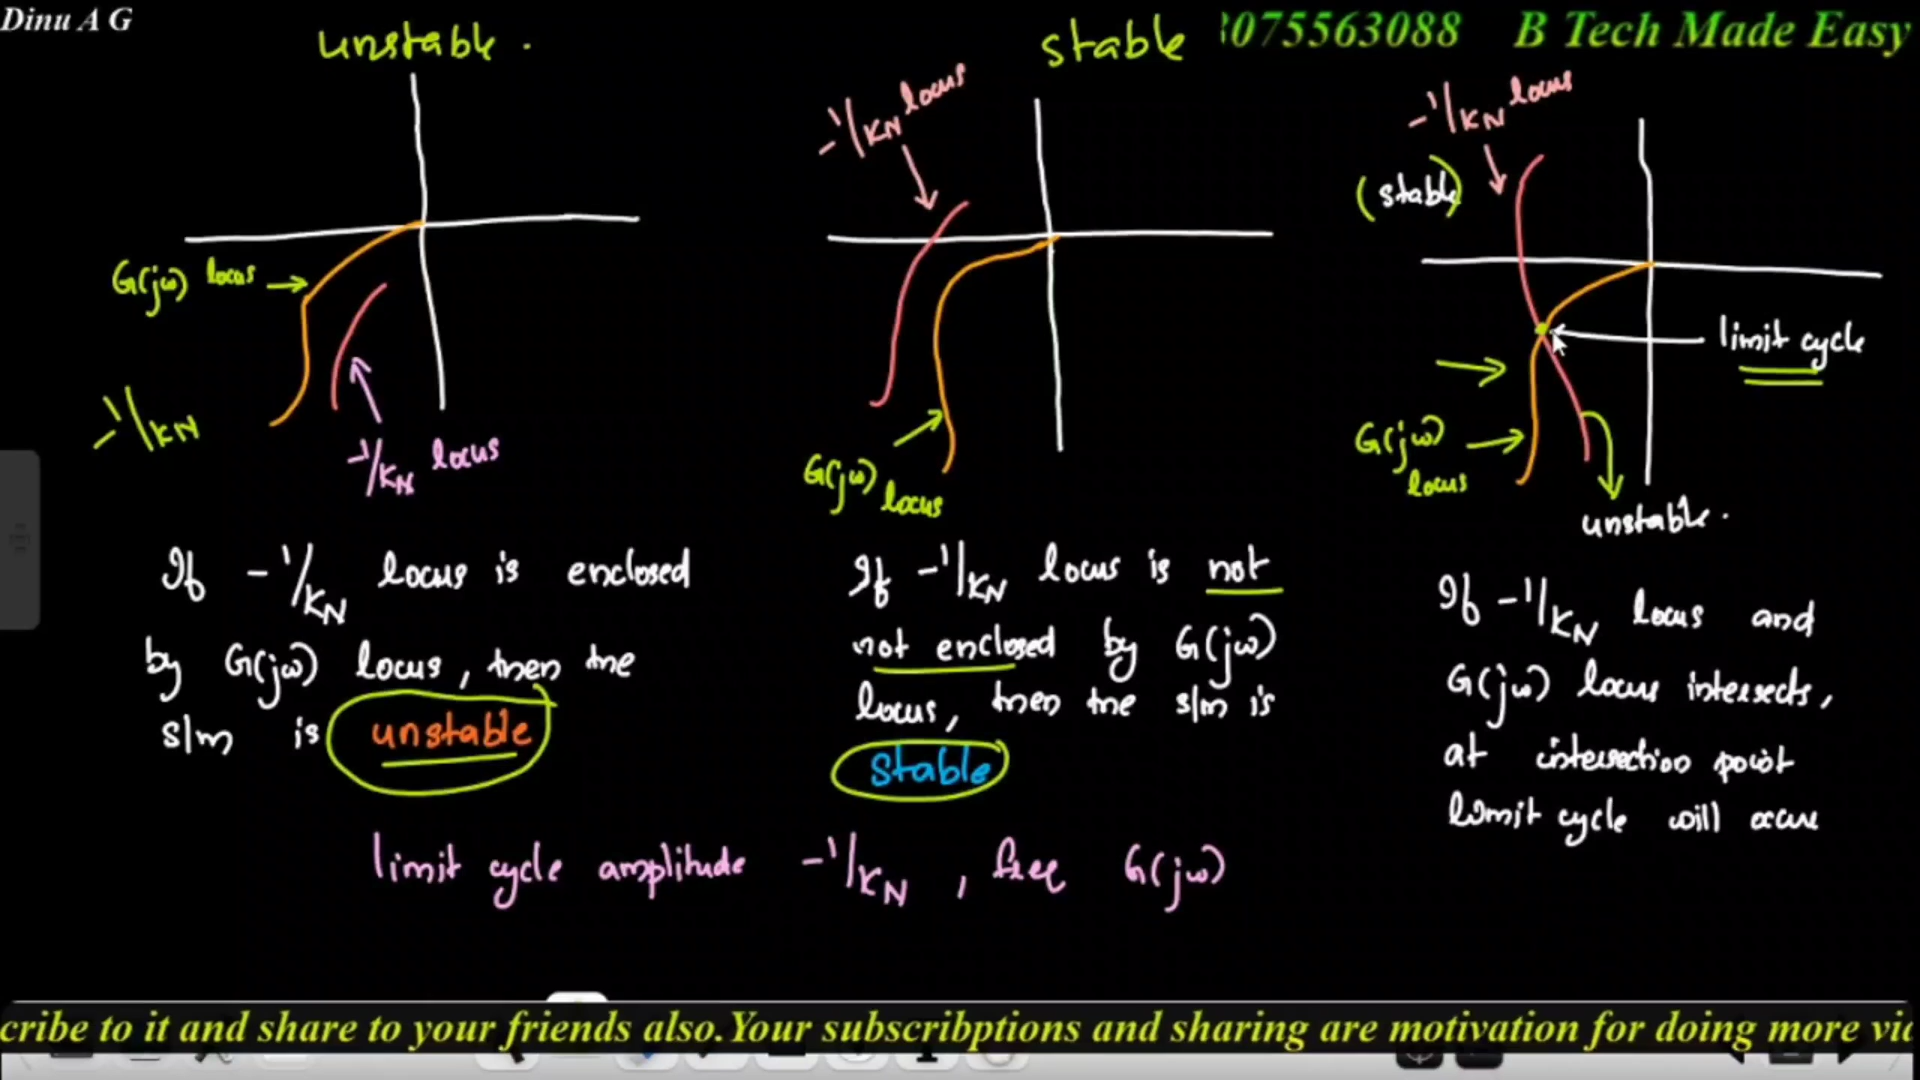 Dinu A G
unstable.
stable
3075563088 B Tech Made Easy
G(jω) locus
-1/KN
-1/KN locus
-1/KN locus
G(jω) locus
-1/KN locus
(stable)
limit cycle
G(jω)
locus
unstable.
If -1/KN locus is enclosed
by G(jω) locus, then the
s/m is unstable
If -1/KN locus is not
not enclosed by G(jω)
locus, then the s/m is
stable
If -1/KN locus and
G(jω) locus intersects,
at intersection point
limit cycle will occur
limit cycle amplitude -1/KN, freq G(jω)
cribe to it and share to your friends also.Your subscribptions and sharing are motivation for doing more vi